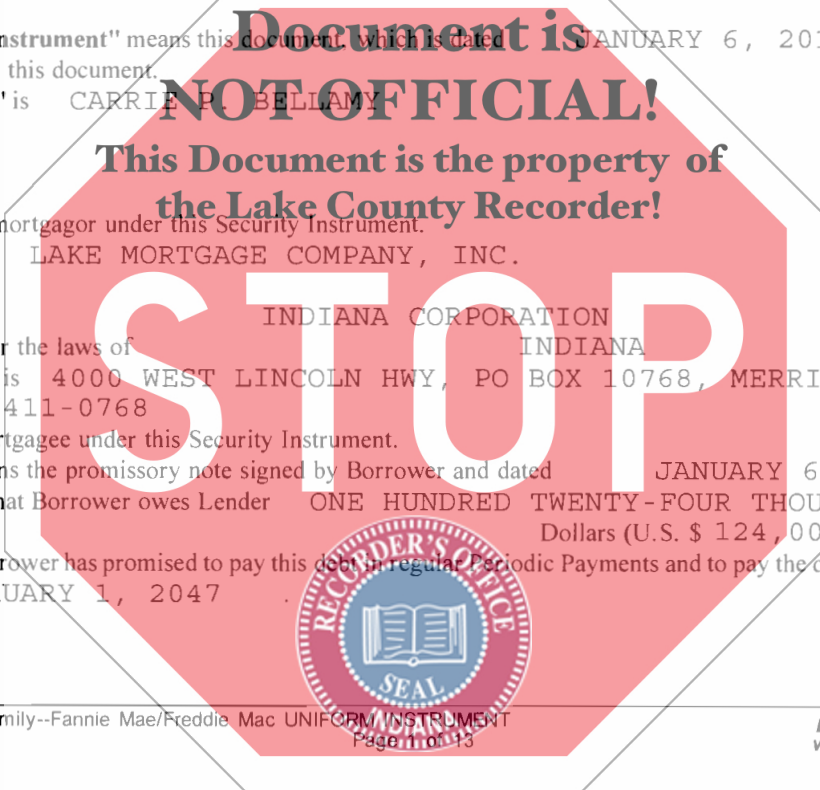 Document is
NOT OFFICIAL!
This Document is the property of
the Lake County Recorder!
STOP
nstrument" means this document, which is dated JANUARY 6, 201
this document.
" is CARRIE P. BELLAMY
mortgagor under this Security Instrument.
LAKE MORTGAGE COMPANY, INC.
INDIANA CORPORATION
r the laws of INDIANA
is 4000 WEST LINCOLN HWY, PO BOX 10768, MERRI
411-0768
rtgagee under this Security Instrument.
ns the promissory note signed by Borrower and dated JANUARY 6
hat Borrower owes Lender ONE HUNDRED TWENTY-FOUR THOU
Dollars (U.S. $ 124,00
rower has promised to pay this debt in regular Periodic Payments and to pay the d
UARY 1, 2047 .
RECORDER'S OFFICE
SEAL
INDIANA
mily--Fannie Mae/Freddie Mac UNIFORM INSTRUMENT
Page 1 of 13